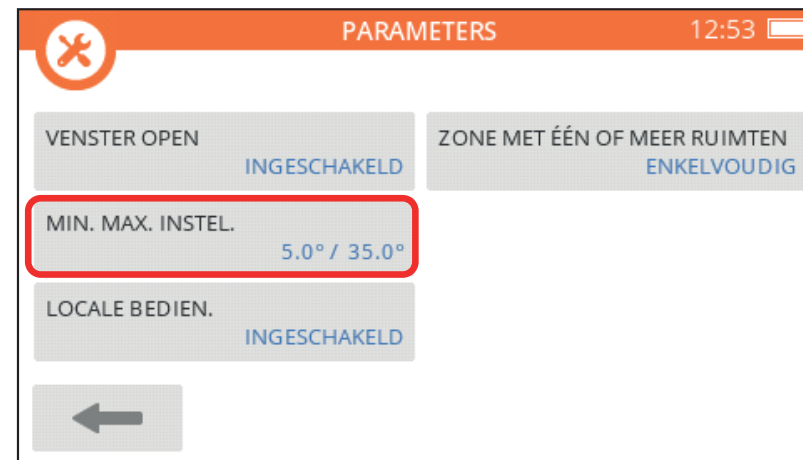 PARAMETERS 12:53
VENSTER OPEN
INGESCHAKELD
ZONE MET ÉÉN OF MEER RUIMTEN
ENKELVOUDIG
MIN. MAX. INSTEL.
5.0° / 35.0°
LOCALE BEDIEN.
INGESCHAKELD